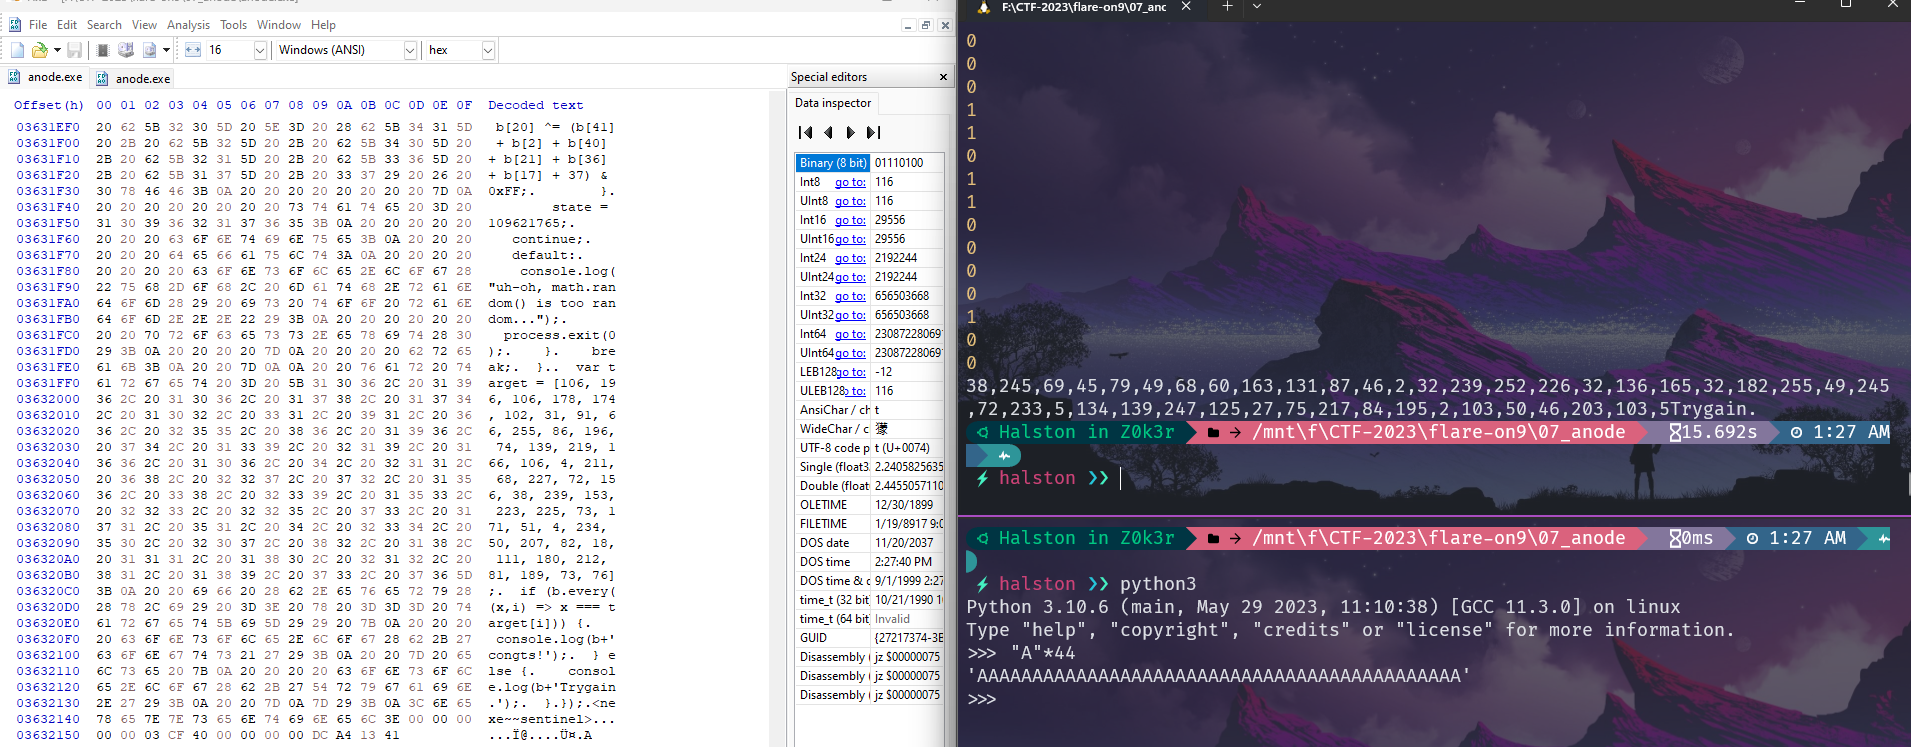 File Edit Search View Analysis Tools Window Help
16 Windows (ANSI) hex
anode.exe anode.exe
Offset(h) 00 01 02 03 04 05 06 07 08 09 0A 0B 0C 0D 0E 0F Decoded text
03631EF0 20 62 5B 32 30 5D 20 5E 3D 20 28 62 5B 34 31 5D  b[20] ^= (b[41]
03631F00 20 2B 20 62 5B 32 5D 20 2B 20 62 5B 34 30 5D 20  + b[2] + b[40]
03631F10 2B 20 62 5B 32 31 5D 20 2B 20 62 5B 33 36 5D 20 + b[21] + b[36]
03631F20 2B 20 62 5B 31 37 5D 20 2B 20 33 37 29 20 26 20 + b[17] + 37) &
03631F30 30 78 46 46 3B 0A 20 20 20 20 20 20 20 20 7D 0A 0xFF;.        }.
03631F40 20 20 20 20 20 20 20 20 73 74 61 74 65 20 3D 20         state =
03631F50 31 30 39 36 32 31 37 36 35 3B 0A 20 20 20 20 20 109621765;.
03631F60 20 20 20 63 6F 6E 74 69 6E 75 65 3B 0A 20 20 20    continue;.
03631F70 20 20 20 64 65 66 61 75 6C 74 3A 0A 20 20 20 20    default:.
03631F80 20 20 20 20 63 6F 6E 73 6F 6C 65 2E 6C 6F 67 28     console.log(
03631F90 22 75 68 2D 6F 68 2C 20 6D 61 74 68 2E 72 61 6E "uh-oh, math.ran
03631FA0 64 6F 6D 28 29 20 69 73 20 74 6F 6F 20 72 61 6E dom() is too ran
03631FB0 64 6F 6D 2E 2E 2E 22 29 3B 0A 20 20 20 20 20 20 dom...");.
03631FC0 20 20 70 72 6F 63 65 73 73 2E 65 78 69 74 28 30   process.exit(0
03631FD0 29 3B 0A 20 20 20 20 7D 0A 20 20 20 20 62 72 65 );.    }.    bre
03631FE0 61 6B 3B 0A 20 20 7D 0A 0A 20 20 76 61 72 20 74 ak;.  }..  var t
03631FF0 61 72 67 65 74 20 3D 20 5B 31 30 36 2C 20 31 39 arget = [106, 19
03632000 36 2C 20 31 30 36 2C 20 31 37 38 2C 20 31 37 34 6, 106, 178, 174
03632010 2C 20 31 30 32 2C 20 33 31 2C 20 39 31 2C 20 36 , 102, 31, 91, 6
03632020 36 2C 20 32 35 35 2C 20 38 36 2C 20 31 39 36 2C 6, 255, 86, 196,
03632030 20 37 34 2C 20 31 33 39 2C 20 32 31 39 2C 20 31  74, 139, 219, 1
03632040 36 36 2C 20 31 30 36 2C 20 34 2C 20 32 31 31 2C 66, 106, 4, 211,
03632050 20 36 38 2C 20 32 32 37 2C 20 37 32 2C 20 31 35  68, 227, 72, 15
03632060 36 2C 20 33 38 2C 20 32 33 39 2C 20 31 35 33 2C 6, 38, 239, 153,
03632070 20 32 32 33 2C 20 32 32 35 2C 20 37 33 2C 20 31  223, 225, 73, 1
03632080 37 31 2C 20 35 31 2C 20 34 2C 20 32 33 34 2C 20 71, 51, 4, 234,
03632090 35 30 2C 20 32 30 37 2C 20 38 32 2C 20 31 38 2C 50, 207, 82, 18,
036320A0 20 31 31 31 2C 20 31 38 30 2C 20 32 31 32 2C 20  111, 180, 212,
036320B0 38 31 2C 20 31 38 39 2C 20 37 33 2C 20 37 36 5D 81, 189, 73, 76]
036320C0 3B 0A 20 20 69 66 20 28 62 2E 65 76 65 72 79 28 ;.  if (b.every(
036320D0 28 78 2C 69 29 20 3D 3E 20 78 20 3D 3D 3D 20 74 (x,i) => x === t
036320E0 61 72 67 65 74 5B 69 5D 29 29 20 7B 0A 20 20 20 arget[i])) {.
036320F0 20 63 6F 6E 73 6F 6C 65 2E 6C 6F 67 28 62 2B 27  console.log(b+'
03632100 63 6F 6E 67 74 73 21 27 29 3B 0A 20 20 7D 20 65 congts!');.  } e
03632110 6C 73 65 20 7B 0A 20 20 20 20 63 6F 6E 73 6F 6C lse {.    consol
03632120 65 2E 6C 6F 67 28 62 2B 27 54 72 79 67 61 69 6E e.log(b+'Trygain
03632130 2E 27 29 3B 0A 20 20 7D 0A 7D 29 3B 0A 3C 6E 65 .');.  }.});.<ne
03632140 78 65 7E 7E 73 65 6E 74 69 6E 65 6C 3E 00 00 00 xe~~sentinel>...
03632150 00 00 03 CF 40 00 00 00 00 DC A4 13 41 ...Ï@....Ü¤.A
Special editors
Data inspector
Binary (8 bit) 01110100
Int8 go to: 116
UInt8 go to: 116
Int16 go to: 29556
UInt16 go to: 29556
Int24 go to: 2192244
UInt24 go to: 2192244
Int32 go to: 656503668
UInt32 go to: 656503668
Int64 go to: 23087228069
UInt64 go to: 23087228069
LEB128 go to: -12
ULEB128 go to: 116
AnsiChar / ch t
WideChar / c
UTF-8 code p t (U+0074)
Single (float3 2.2405825635
Double (float 2.4455057110
OLETIME 12/30/1899
FILETIME 1/19/8917 9:0
DOS date 11/20/2037
DOS time 2:27:40 PM
DOS time & c 9/1/1999 2:27
time_t (32 bit 10/21/1990 1
time_t (64 bit Invalid
GUID {27217374-3B
Disassembly ( jz $00000075
Disassembly ( jz $00000075
Disassembly ( jz $00000075
F:\CTF-2023\flare-on9\07_anc
0
0
0
1
1
0
1
1
0
0
0
0
1
0
0
38,245,69,45,79,49,68,60,163,131,87,46,2,32,239,252,226,32,136,165,32,182,255,49,245
,72,233,5,134,139,247,125,27,75,217,84,195,2,103,50,46,203,103,5Trygain.
Halston in Z0k3r → /mnt\f\CTF-2023\flare-on9\07_anode 15.692s 1:27 AM
halston ❯❯
Halston in Z0k3r → /mnt\f\CTF-2023\flare-on9\07_anode 0ms 1:27 AM
halston ❯❯ python3
Python 3.10.6 (main, May 29 2023, 11:10:38) [GCC 11.3.0] on linux
Type "help", "copyright", "credits" or "license" for more information.
>>> "A"*44
'AAAAAAAAAAAAAAAAAAAAAAAAAAAAAAAAAAAAAAAAAAAA'
>>>